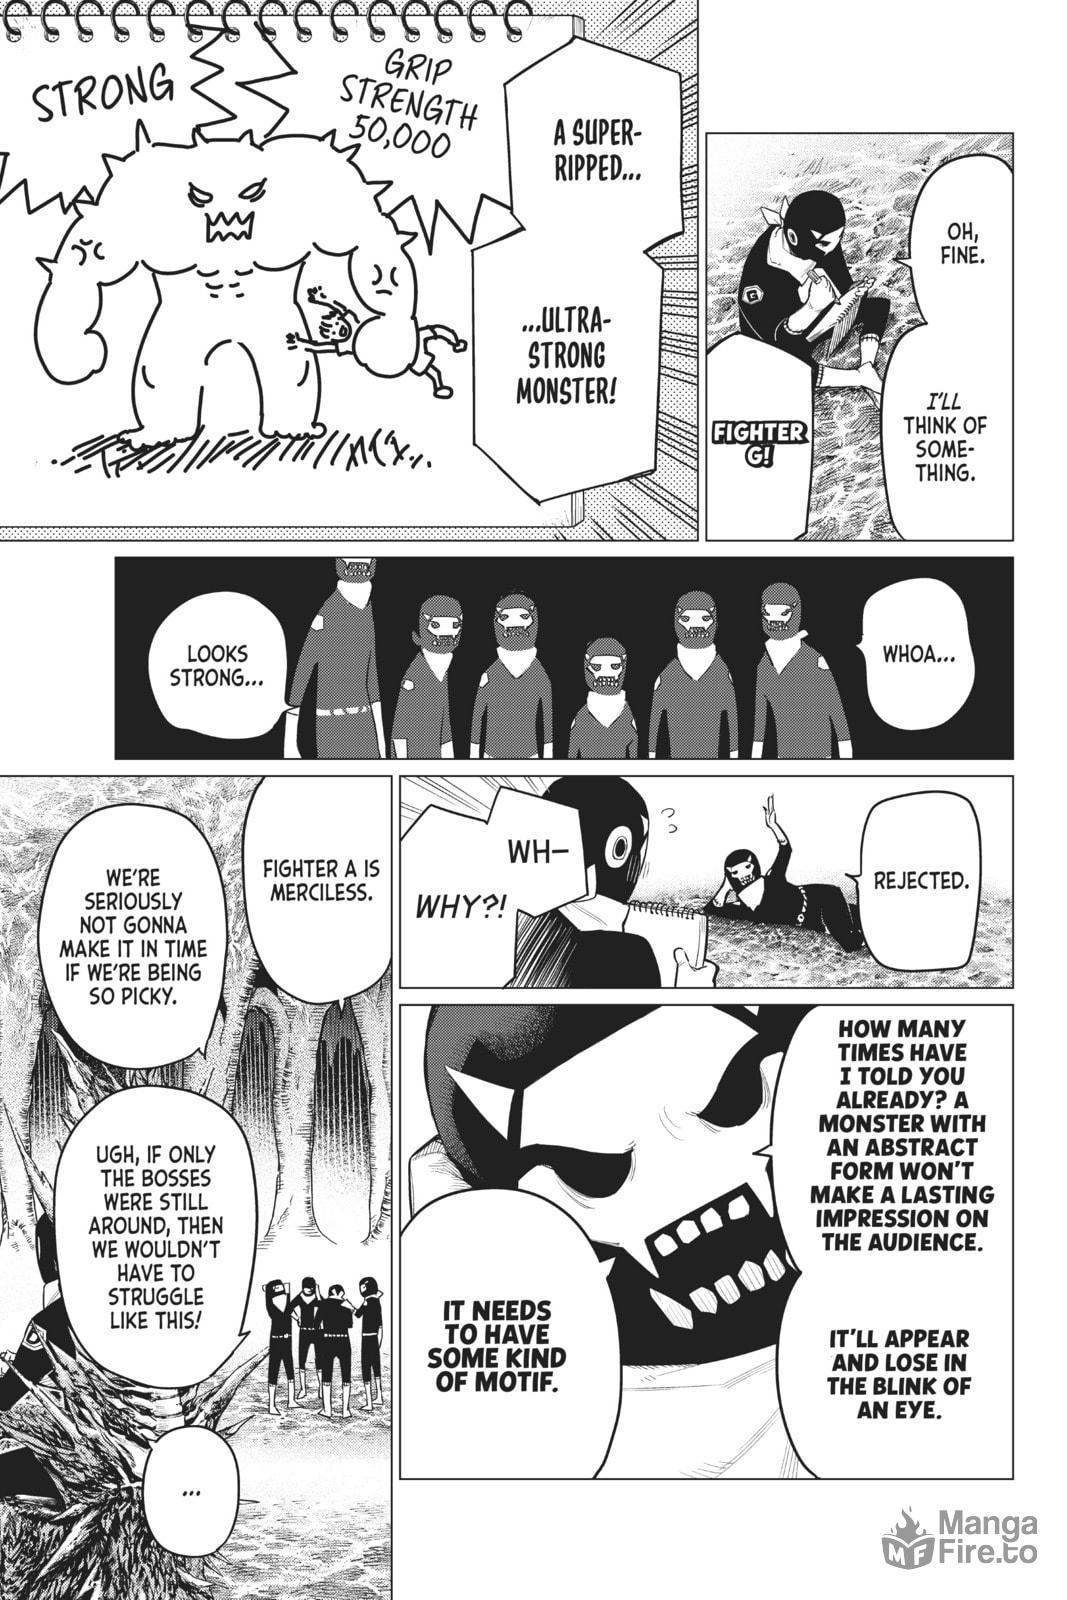 OH,
FINE.
I'LL
THINK OF
SOME-
THING.
FIGHTER
G!
A SUPER-
RIPPED...
...ULTRA-
STRONG
MONSTER!
GRIP
STRENGTH
50,000
STRONG
WHOA...
LOOKS
STRONG...
REJECTED.
WH-
WHY?!
HOW MANY
TIMES HAVE
I TOLD YOU
ALREADY? A
MONSTER WITH
AN ABSTRACT
FORM WON'T
MAKE A LASTING
IMPRESSION ON
THE AUDIENCE.
IT'LL APPEAR
AND LOSE IN
THE BLINK OF
AN EYE.
IT NEEDS
TO HAVE
SOME KIND
OF MOTIF.
FIGHTER A IS
MERCILESS.
WE'RE
SERIOUSLY
NOT GONNA
MAKE IT IN TIME
IF WE'RE BEING
SO PICKY.
UGH, IF ONLY
THE BOSSES
WERE STILL
AROUND, THEN
WE WOULDN'T
HAVE TO
STRUGGLE
LIKE THIS!
...
G
MF
Manga
Fire.to